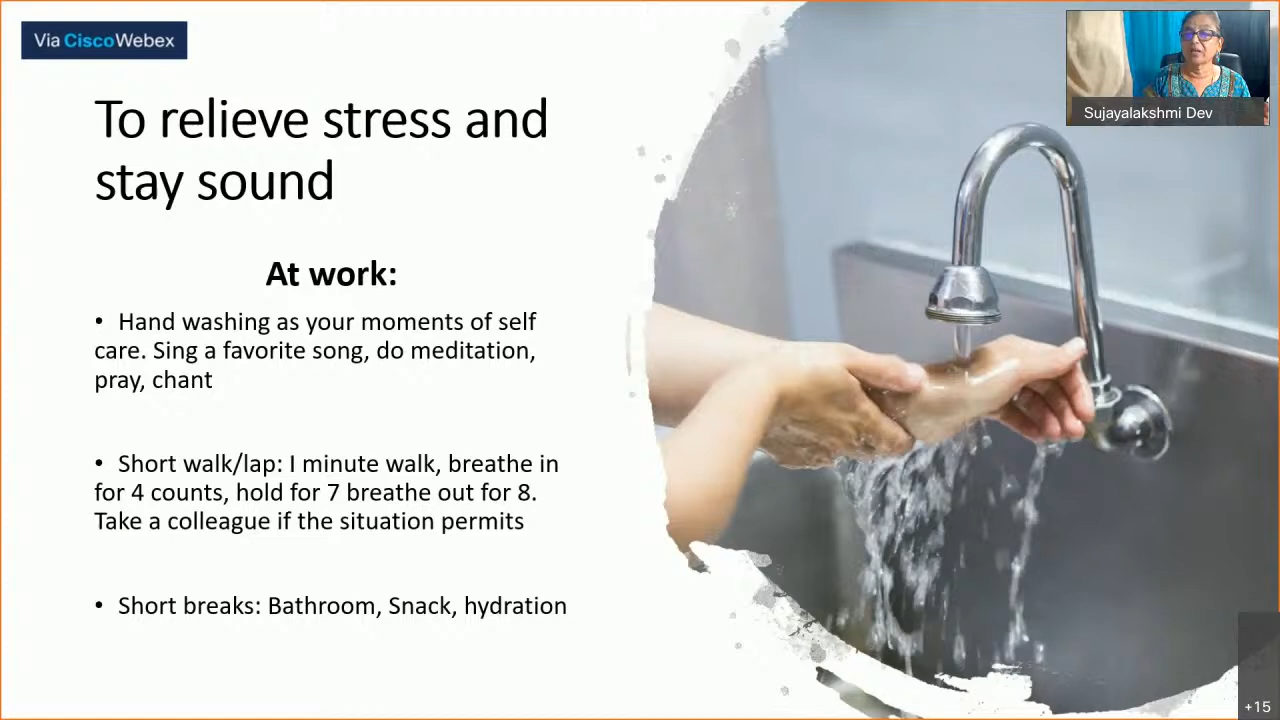 Via CiscoWebex
Sujayalakshmi Dev
To relieve stress and
stay sound
At work:
• Hand washing as your moments of self
care. Sing a favorite song, do meditation,
pray, chant
• Short walk/lap: I minute walk, breathe in
for 4 counts, hold for 7 breathe out for 8.
Take a colleague if the situation permits
• Short breaks: Bathroom, Snack, hydration
+15